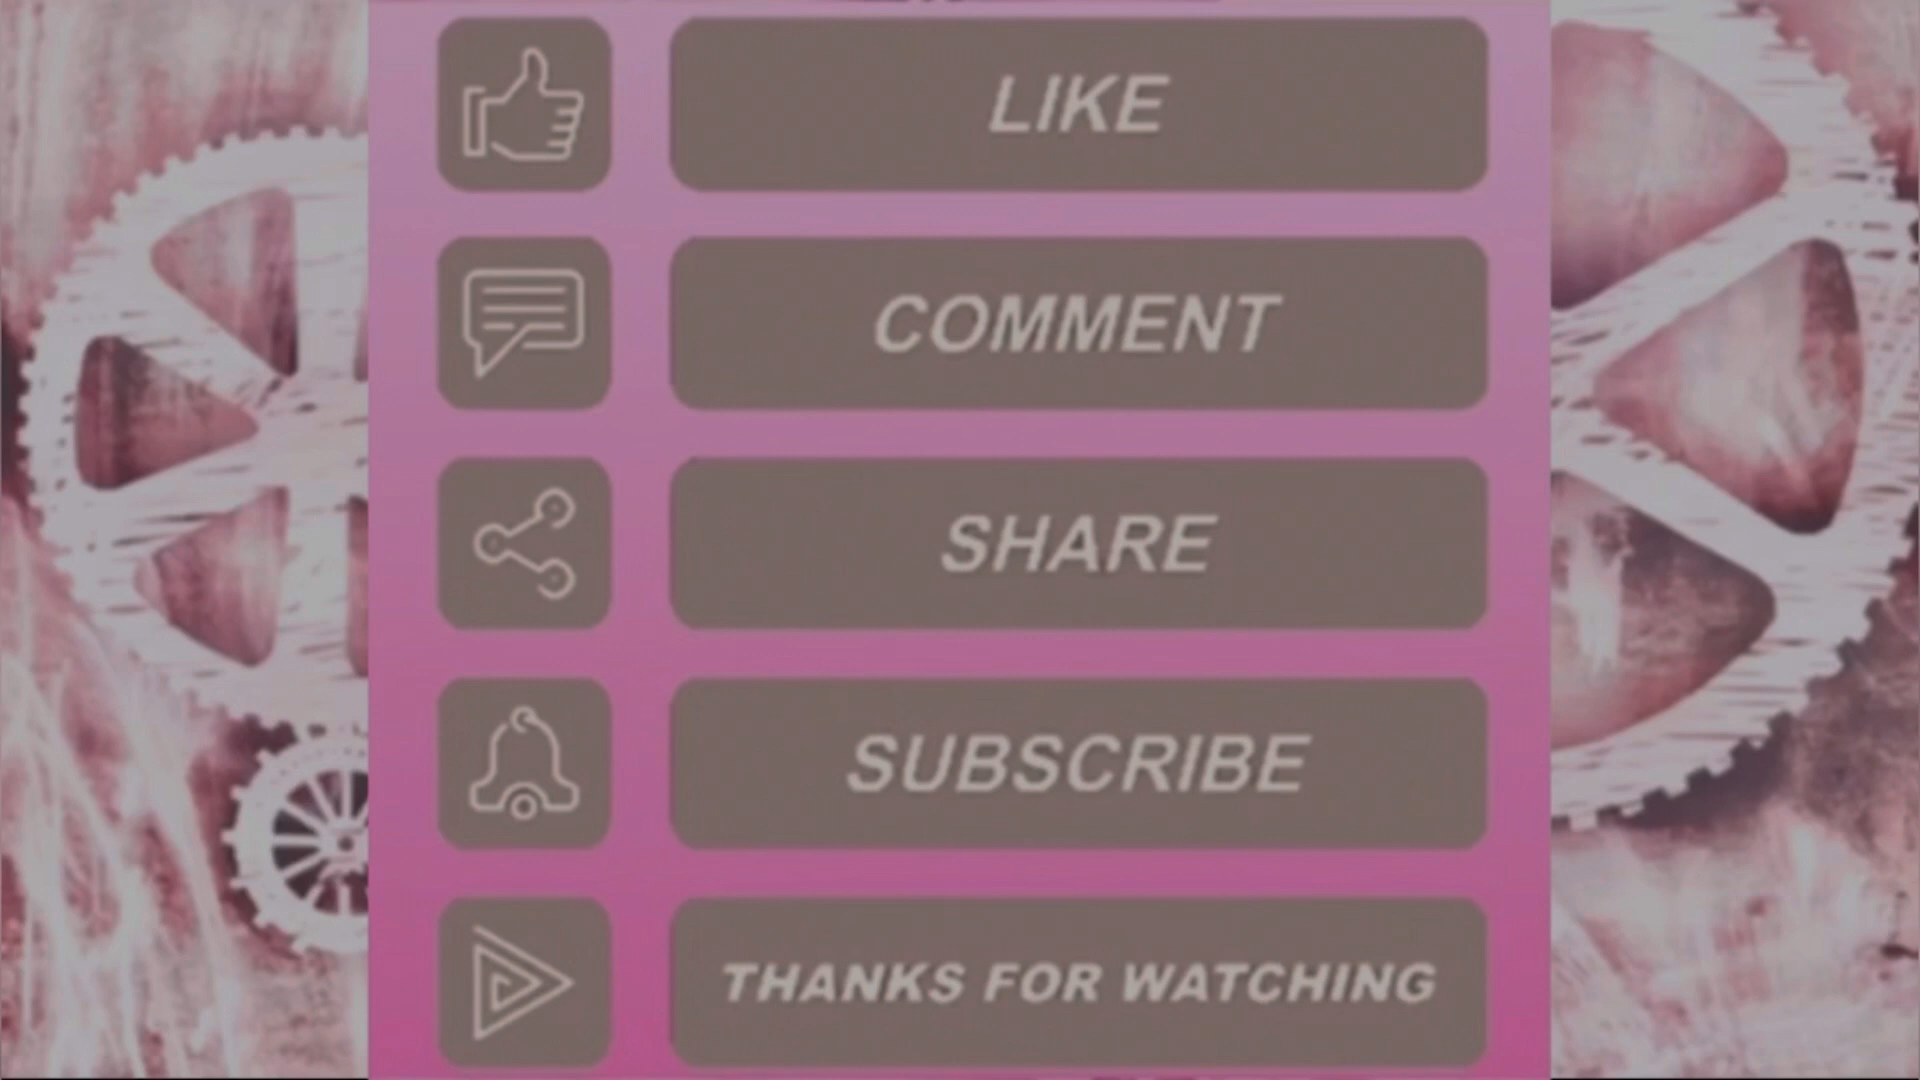 LIKE
COMMENT
SHARE
SUBSCRIBE
THANKS FOR WATCHING